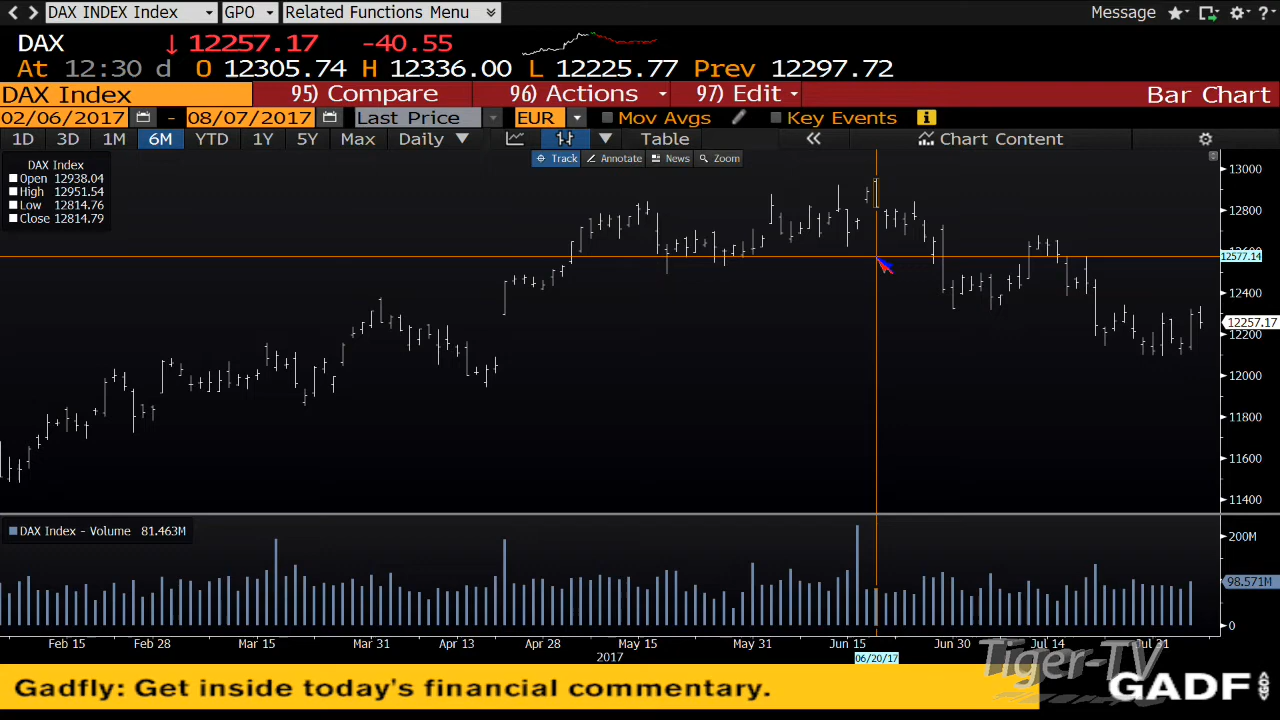 DAX INDEX Index GPO Related Functions Menu Message ?
DAX ↓ 12257.17 -40.55
At 12:30 d O 12305.74 H 12336.00 L 12225.77 Prev 12297.72
DAX Index 95) Compare 96) Actions 97) Edit Bar Chart
02/06/2017 - 08/07/2017 Last Price EUR Mov Avgs Key Events
1D 3D 1M 6M YTD 1Y 5Y Max Daily Table Chart Content
Track Annotate News Zoom
DAX Index
Open 12938.04
High 12951.54
Low 12814.76
Close 12814.79
13000
12800
12600
12577.14
12400
12257.17
12200
12000
11800
11600
11400
DAX Index - Volume 81.463M
200M
98.571M
0
Feb 15 Feb 28 Mar 15 Mar 31 Apr 13 Apr 28 May 15 May 31 Jun 15 Jun 30 Jul 14 Jul 31
2017 06/20/17
Tiger-TV
Gadfly: Get inside today's financial commentary.
GADF